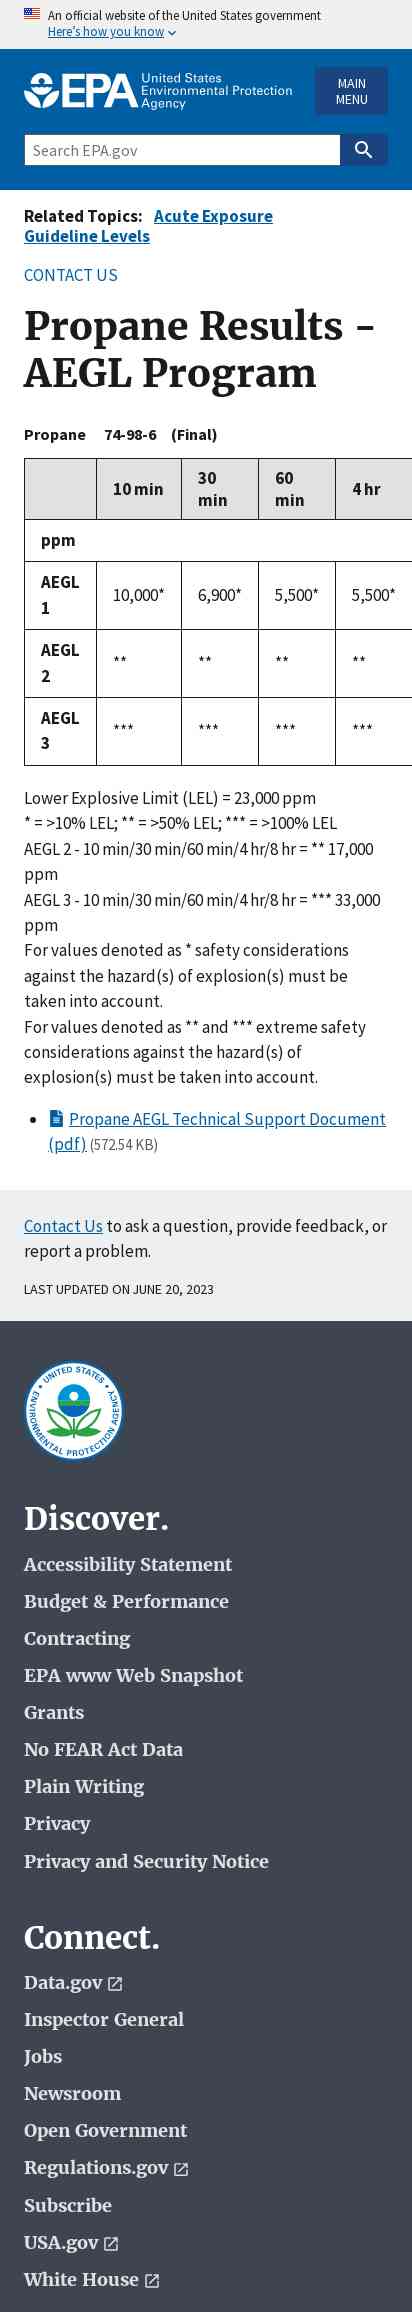 An official website of the United States government
Here's how you know
EPA United States
Environmental Protection
Agency
MAIN
MENU
Search EPA.gov
Related Topics: Acute Exposure
Guideline Levels
CONTACT US
Propane Results -
AEGL Program
Propane 74-98-6 (Final)
10 min 30 min 60 min 4 hr
ppm
AEGL 1 10,000* 6,900* 5,500* 5,500*
AEGL 2 ** ** ** **
AEGL 3 *** *** *** ***
Lower Explosive Limit (LEL) = 23,000 ppm
* = >10% LEL; ** = >50% LEL; *** = >100% LEL
AEGL 2 - 10 min/30 min/60 min/4 hr/8 hr = ** 17,000
ppm
AEGL 3 - 10 min/30 min/60 min/4 hr/8 hr = *** 33,000
ppm
For values denoted as * safety considerations
against the hazard(s) of explosion(s) must be
taken into account.
For values denoted as ** and *** extreme safety
considerations against the hazard(s) of
explosion(s) must be taken into account.
Propane AEGL Technical Support Document
(pdf) (572.54 KB)
Contact Us to ask a question, provide feedback, or
report a problem.
LAST UPDATED ON JUNE 20, 2023
UNITED STATES
ENVIRONMENTAL PROTECTION AGENCY
Discover.
Accessibility Statement
Budget & Performance
Contracting
EPA www Web Snapshot
Grants
No FEAR Act Data
Plain Writing
Privacy
Privacy and Security Notice
Connect.
Data.gov
Inspector General
Jobs
Newsroom
Open Government
Regulations.gov
Subscribe
USA.gov
White House